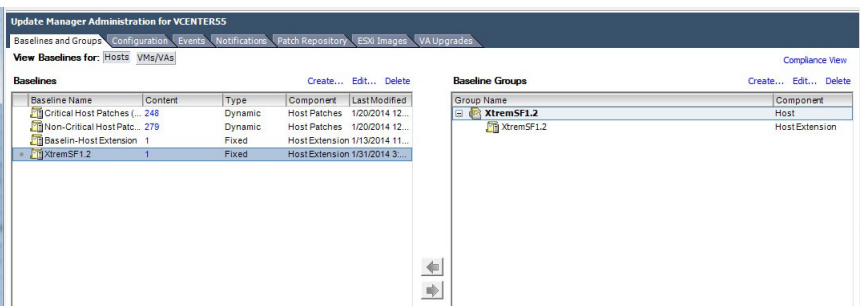 Update Manager Administration for VCENTER55
Baselines and Groups Configuration Events Notifications Patch Repository ESXi Images VA Upgrades
View Baselines for: Hosts VMs/VAs Compliance View
Baselines Create... Edit... Delete
Baseline Name Content Type Component Last Modified
Critical Host Patches (... 248 Dynamic Host Patches 1/20/2014 12...
Non-Critical Host Patc... 279 Dynamic Host Patches 1/20/2014 12...
Baselin-Host Extension 1 Fixed Host Extension 1/13/2014 11...
XtremSF1.2 1 Fixed Host Extension 1/31/2014 3:...
Baseline Groups Create... Edit... Delete
Group Name Component
XtremSF1.2 Host
XtremSF1.2 Host Extension